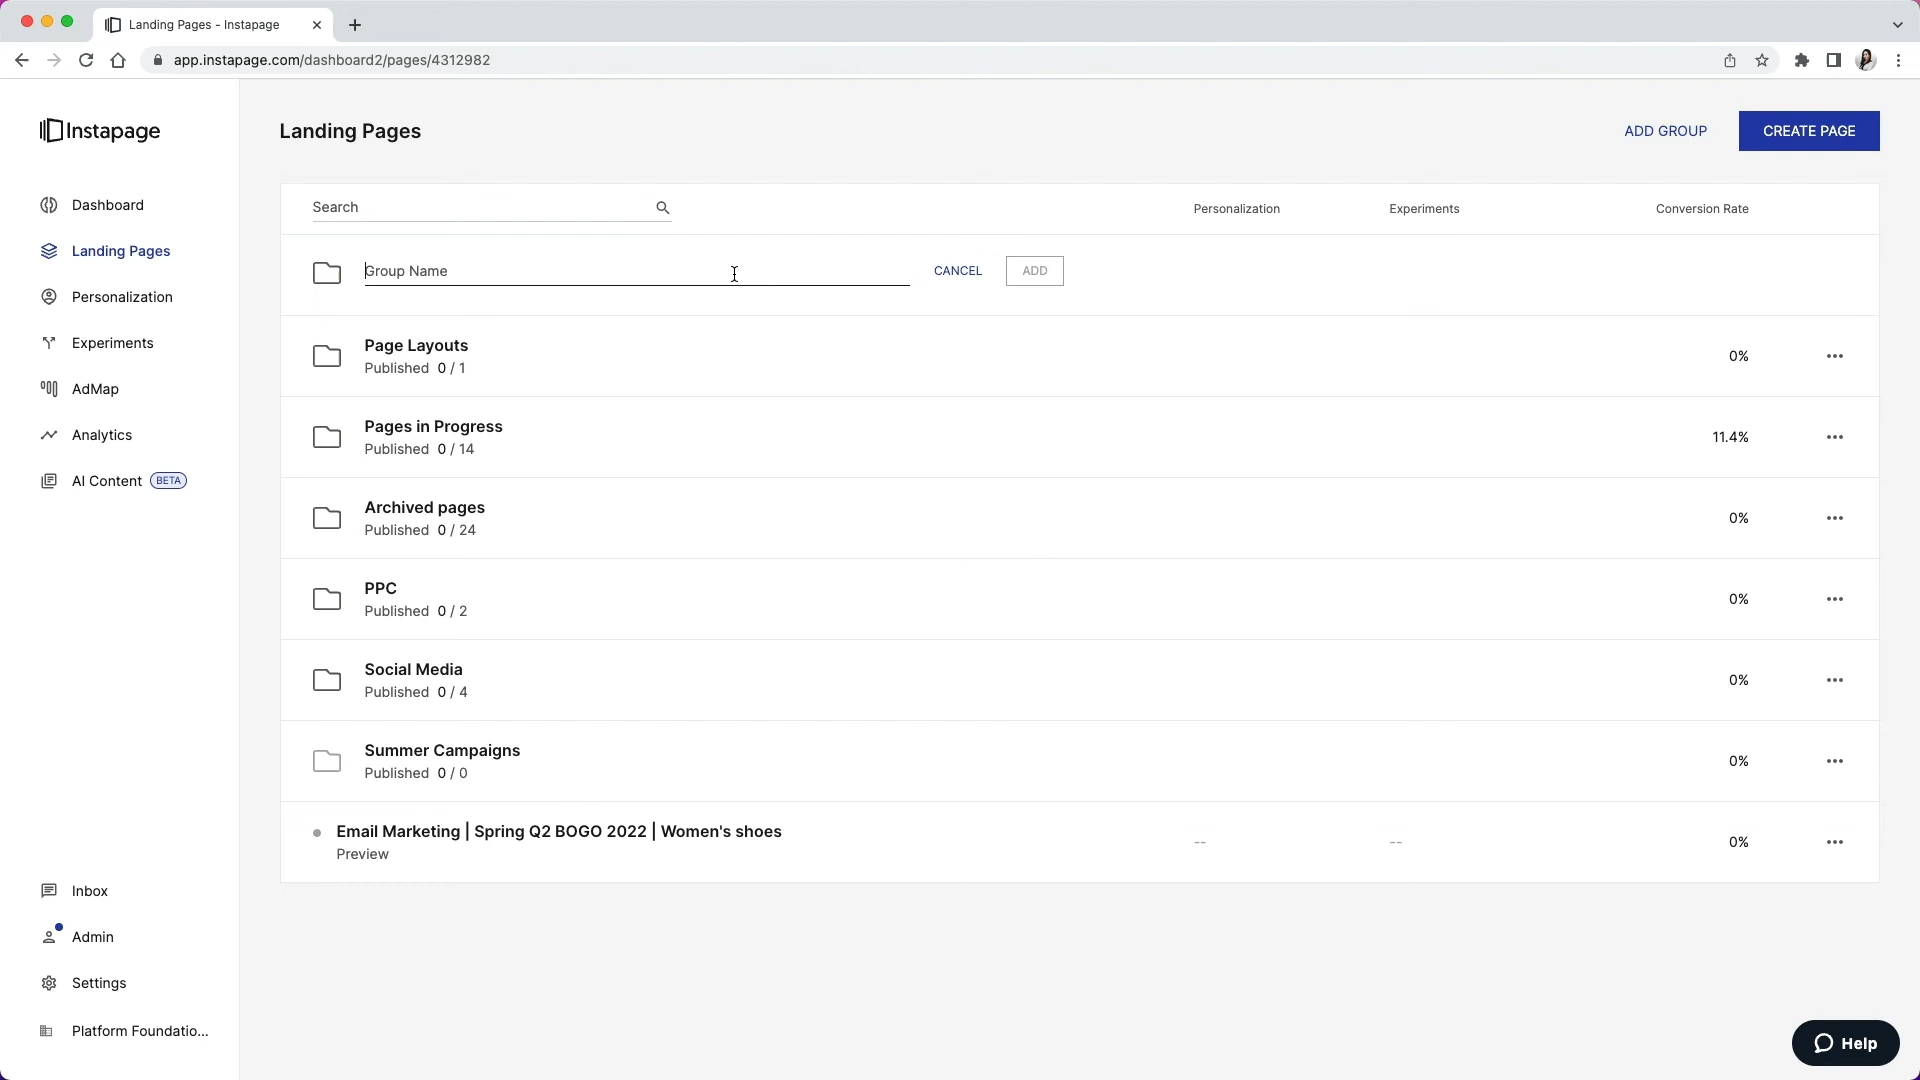 Landing Pages - Instapage
app.instapage.com/dashboard2/pages/4312982
Instapage
Dashboard
Landing Pages
Personalization
Experiments
AdMap
Analytics
AI Content BETA
Inbox
Admin
Settings
Platform Foundatio...
Landing Pages
ADD GROUP
CREATE PAGE
Search
Personalization
Experiments
Conversion Rate
Group Name
CANCEL
ADD
Page Layouts
Published 0 / 1
0%
Pages in Progress
Published 0 / 14
11.4%
Archived pages
Published 0 / 24
0%
PPC
Published 0 / 2
0%
Social Media
Published 0 / 4
0%
Summer Campaigns
Published 0 / 0
0%
Email Marketing | Spring Q2 BOGO 2022 | Women's shoes
Preview
--
--
0%
Help